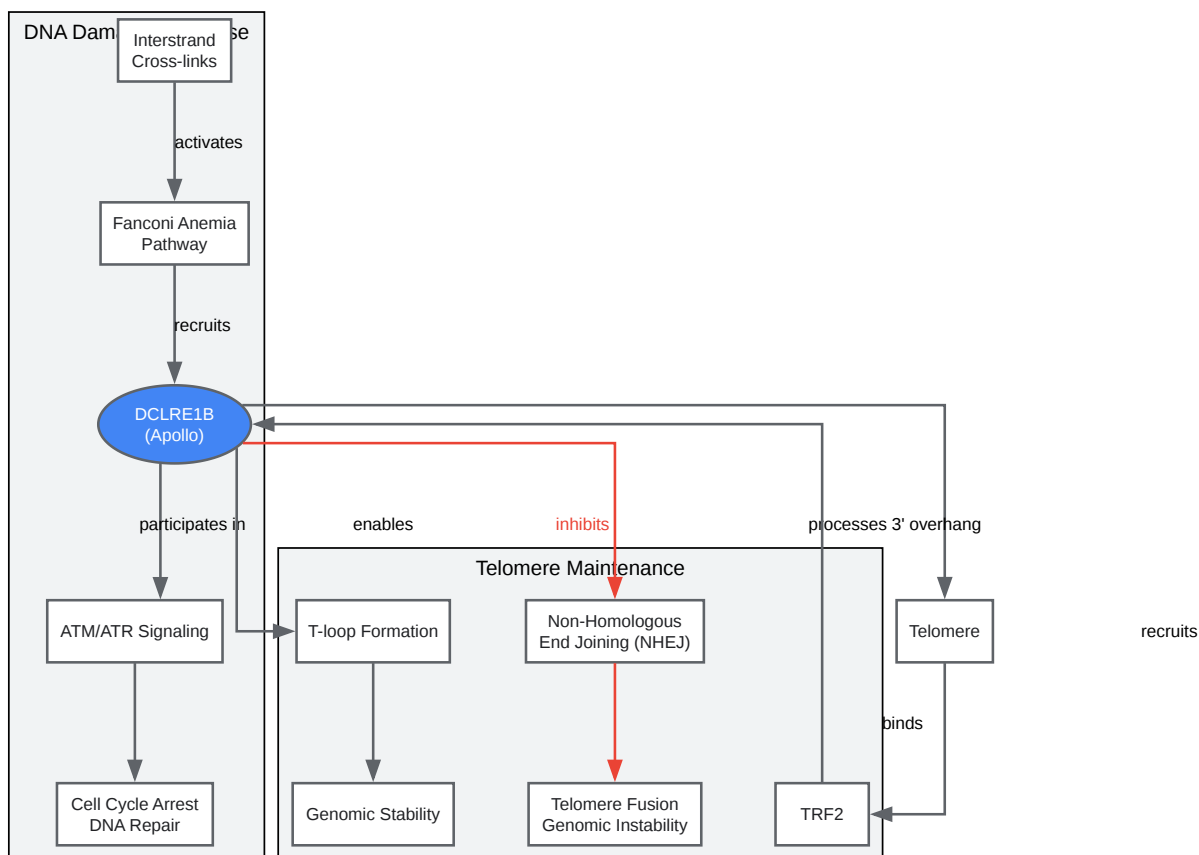 DNA Dam
se
Interstrand
Cross-links
activates
Fanconi Anemia
Pathway
recruits
DCLRE1B
(Apollo)
participates in
enables
inhibits
processes 3' overhang
Telomere Maintenance
ATM/ATR Signaling
T-loop Formation
Non-Homologous
End Joining (NHEJ)
Telomere
recruits
binds
Cell Cycle Arrest
DNA Repair
Genomic Stability
Telomere Fusion
Genomic Instability
TRF2